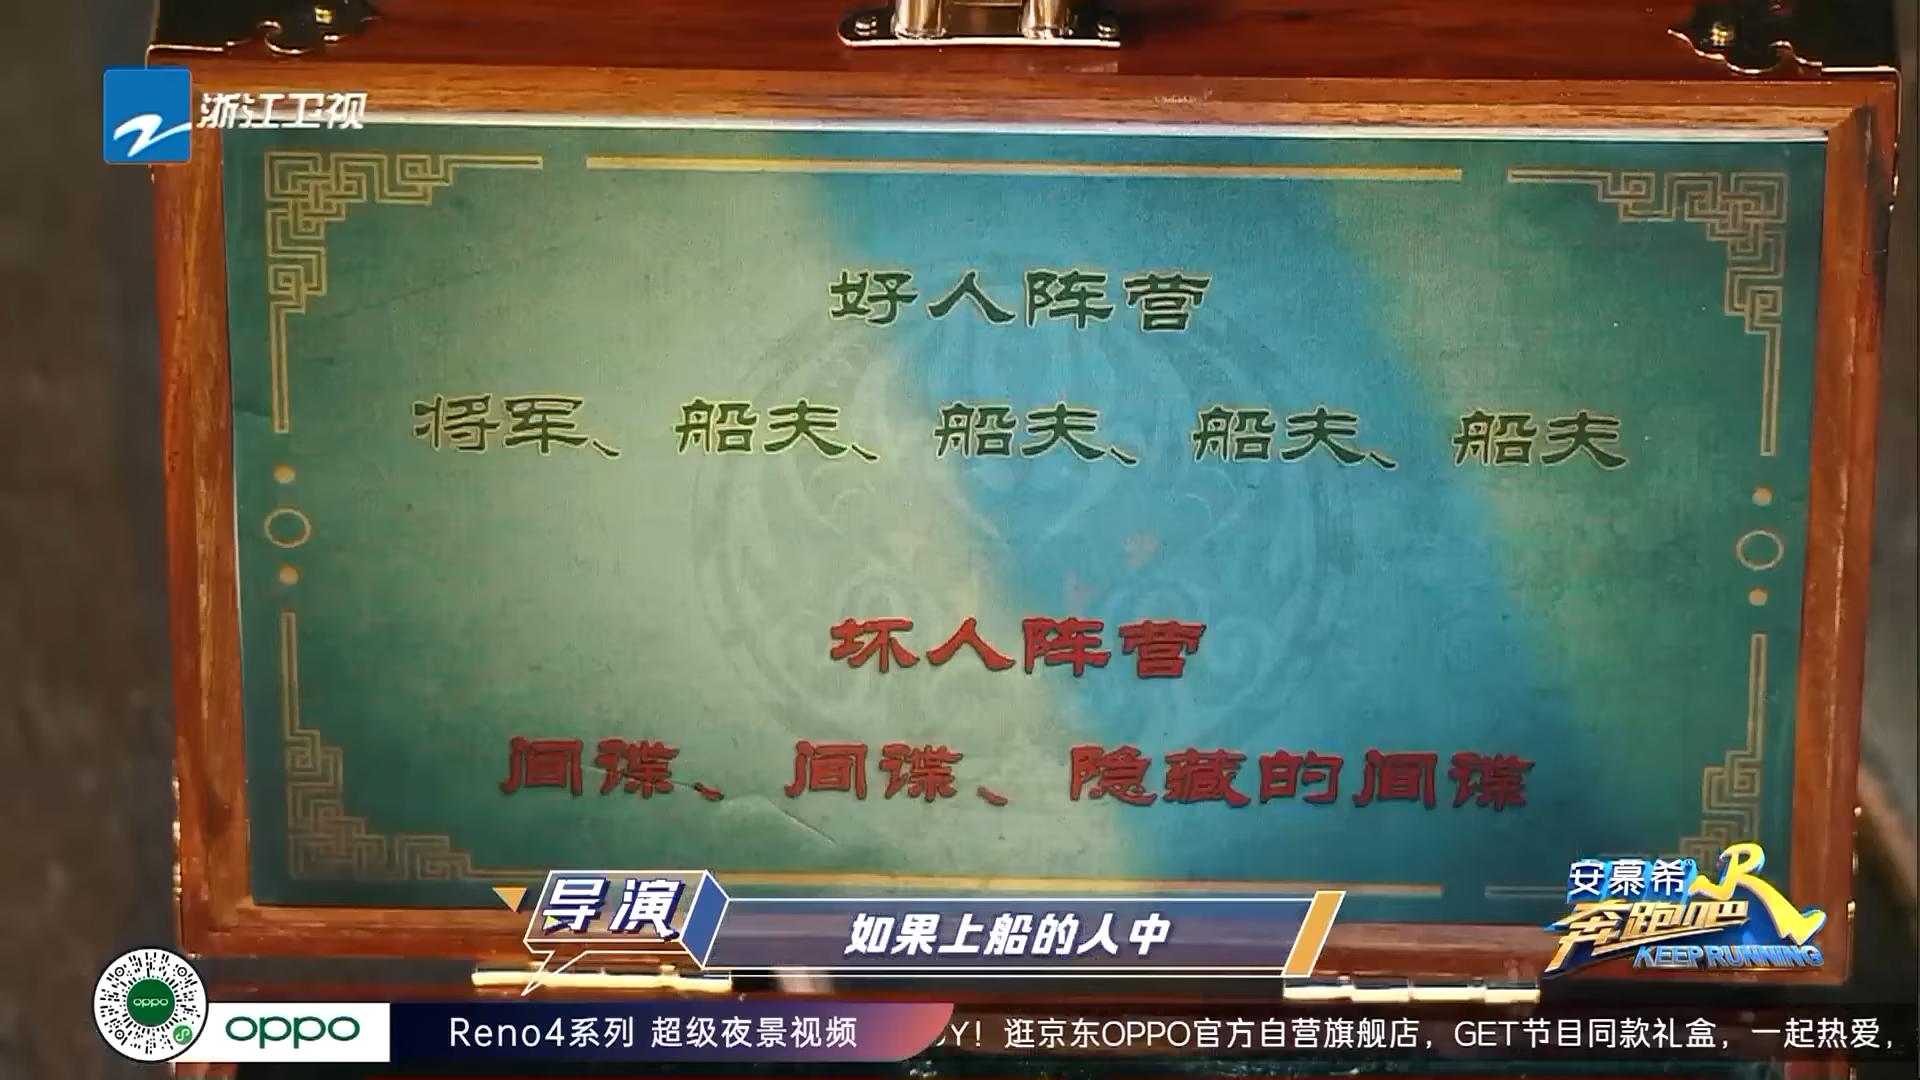 浙江卫视
好人阵营
将军、船夫、船夫、船夫、船夫
坏人阵营
间谍、间谍、隐藏的间谍
安慕希
奔跑吧
KEEP RUNNING
导演
如果上船的人中
oppo
oppo
Reno4系列 超级夜景视频
Y！逛京东OPPO官方自营旗舰店，GET节目同款礼盒，一起热爱，